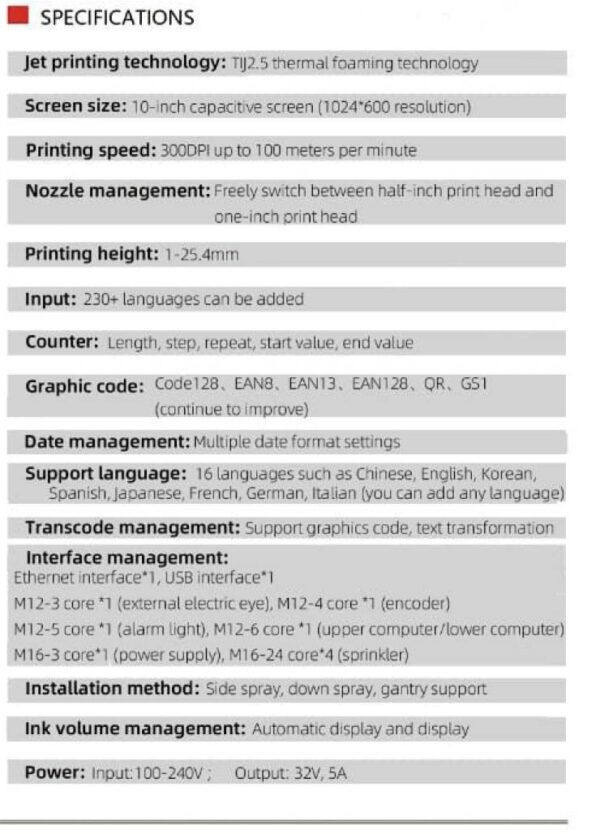 SPECIFICATIONS
Jet printing technology: TIJ2.5 thermal foaming technology
Screen size: 10-inch capacitive screen (1024*600 resolution)
Printing speed: 300DPI up to 100 meters per minute
Nozzle management: Freely switch between half-inch print head and
one-inch print head
Printing height: 1-25.4mm
Input: 230+ languages can be added
Counter: Length, step, repeat, start value, end value
Graphic code: Code128、EAN8、EAN13、EAN128、QR、GS1
(continue to improve)
Date management: Multiple date format settings
Support language: 16 languages such as Chinese, English, Korean,
Spanish, Japanese, French, German, Italian (you can add any language)
Transcode management: Support graphics code, text transformation
Interface management:
Ethernet interface*1, USB interface*1
M12-3 core *1 (external electric eye), M12-4 core *1 (encoder)
M12-5 core *1 (alarm light), M12-6 core *1 (upper computer/lower computer)
M16-3 core*1 (power supply), M16-24 core*4 (sprinkler)
Installation method: Side spray, down spray, gantry support
Ink volume management: Automatic display and display
Power: Input:100-240V ; Output: 32V, 5A